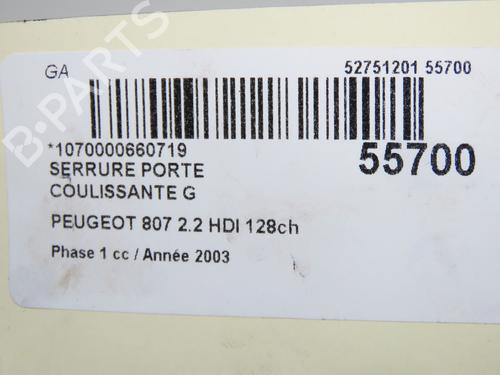 GA 52751201 55700
*1070000660719 55700
SERRURE PORTE
COULISSANTE G
PEUGEOT 807 2.2 HDI 128ch
Phase 1 cc / Année 2003
B-PARTS